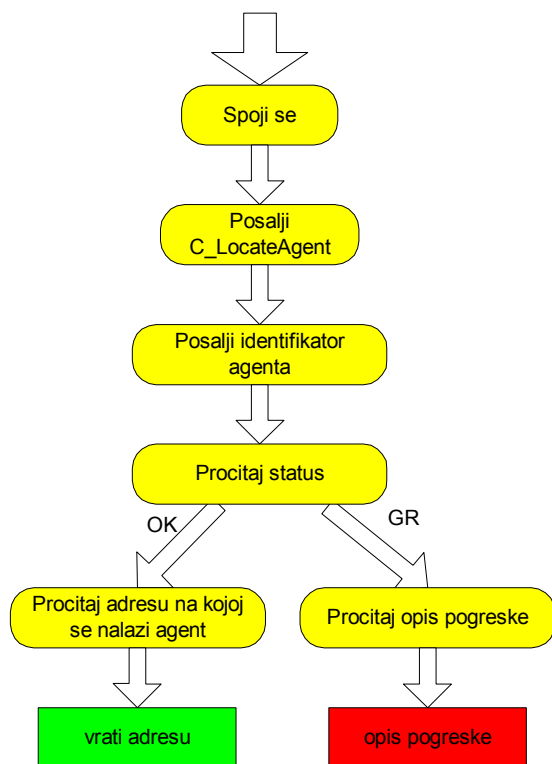 Spoji se
Posalji
C_LocateAgent
Posalji identifikator
agenta
Procitaj status
OK
GR
Procitaj adresu na kojoj
se nalazi agent
Procitaj opis pogreske
vrati adresu
opis pogreske